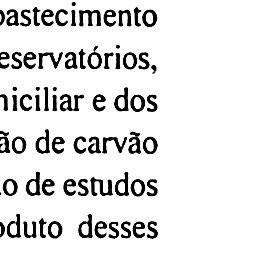 bastecimento
eservatórios,
niciliar e dos
ão de carvão
o de estudos
oduto desses